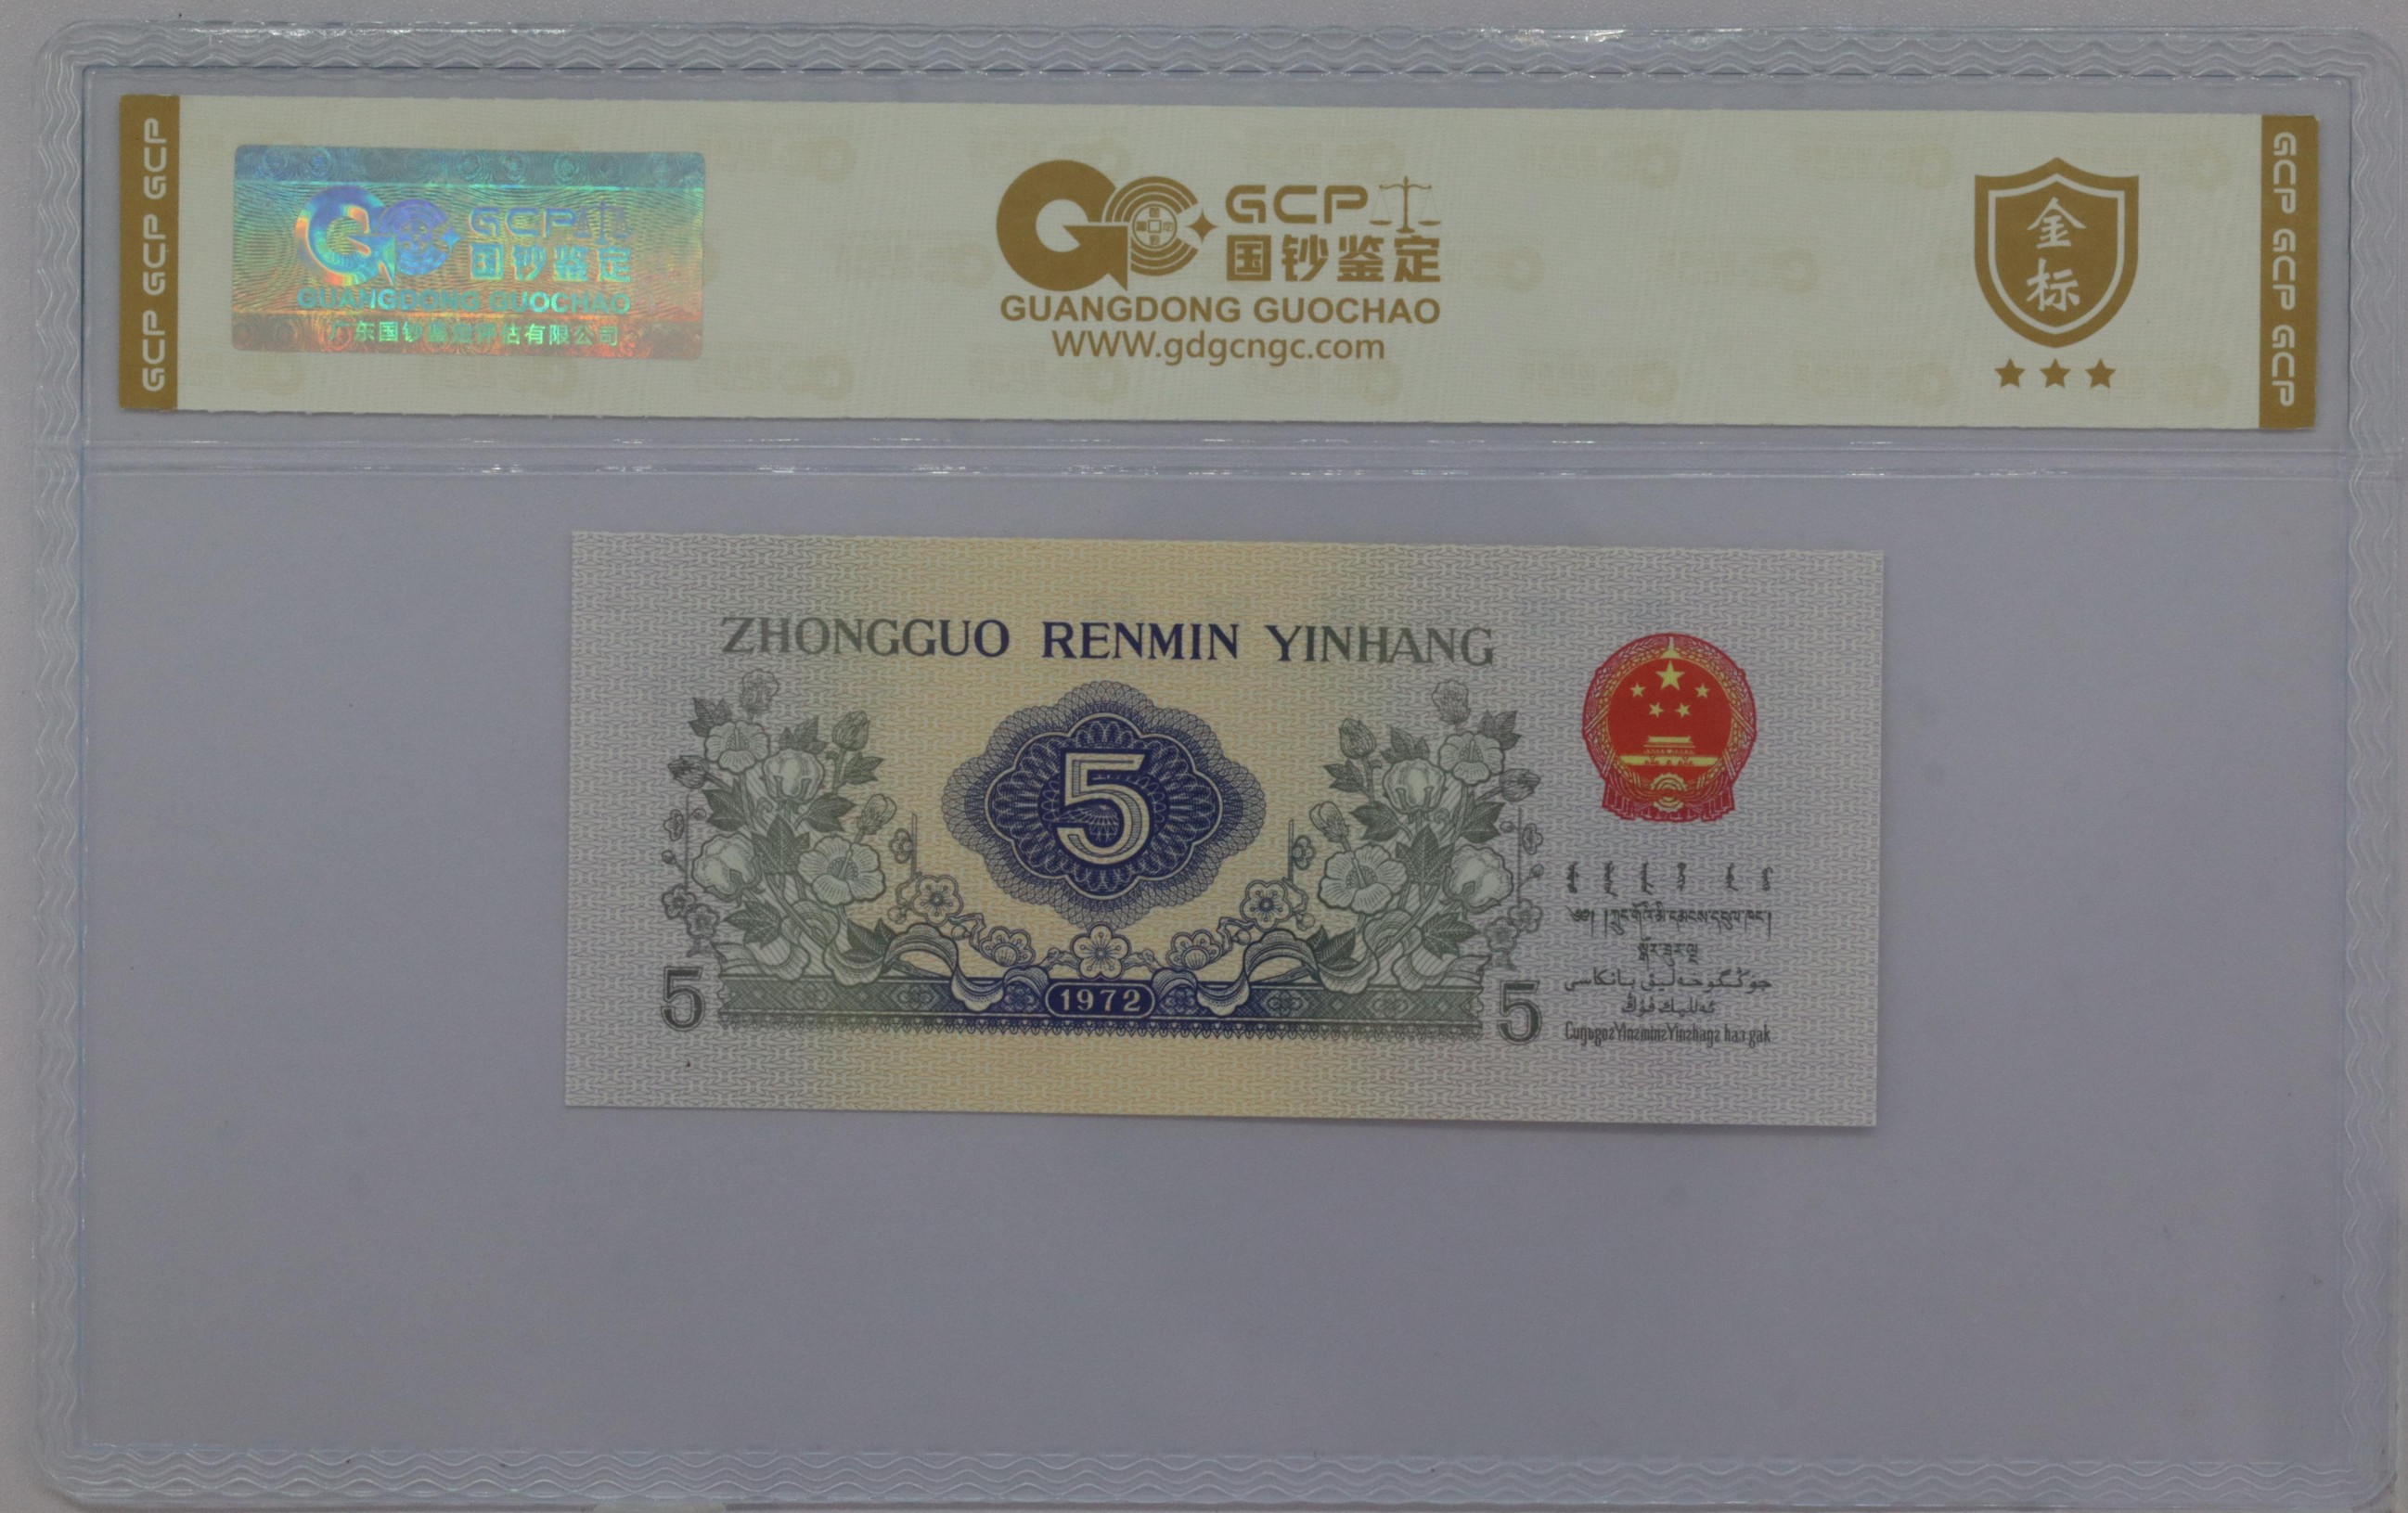 GCP GCP GCP
GCP
国钞鉴定
GUANGDONG GUOCHAO
广东国钞鉴定评估有限公司
GCP
国钞鉴定
GUANGDONG GUOCHAO
www.gdgcngc.com
金
标
GCP GCP GCP
ZHONGGUO RENMIN YINHANG
5
1972
5
5